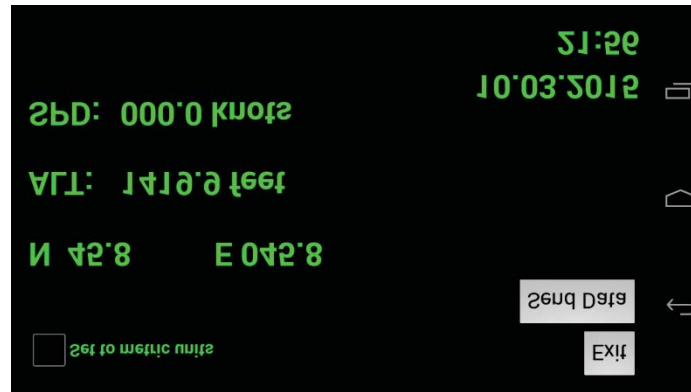 Set to metric units
Exit
Send Data
N 45.8 E 045.8
ALT: 1419.9 feet
SPD: 000.0 knots
10.03.2015
21:56